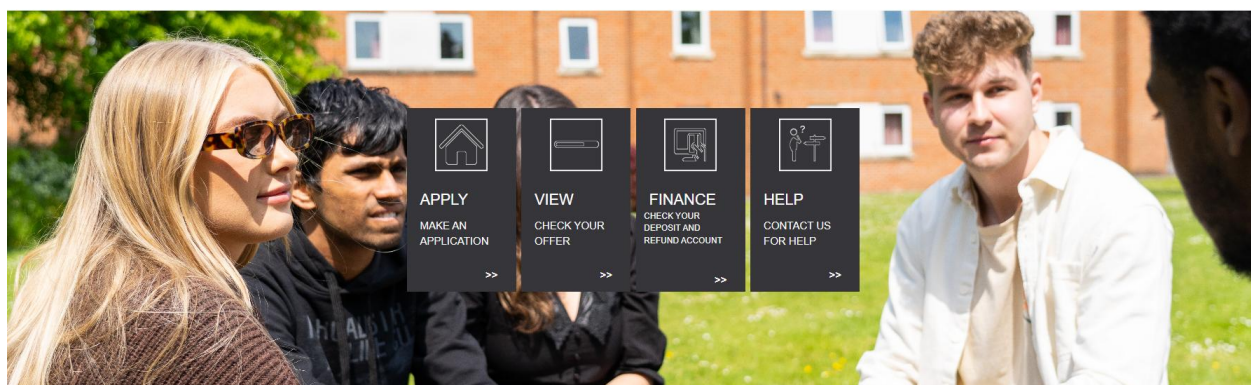 APPLY
MAKE AN
APPLICATION
>>
VIEW
CHECK YOUR
OFFER
>>
FINANCE
CHECK YOUR
DEPOSIT AND
REFUND ACCOUNT
>>
?
HELP
CONTACT US
FOR HELP
>>